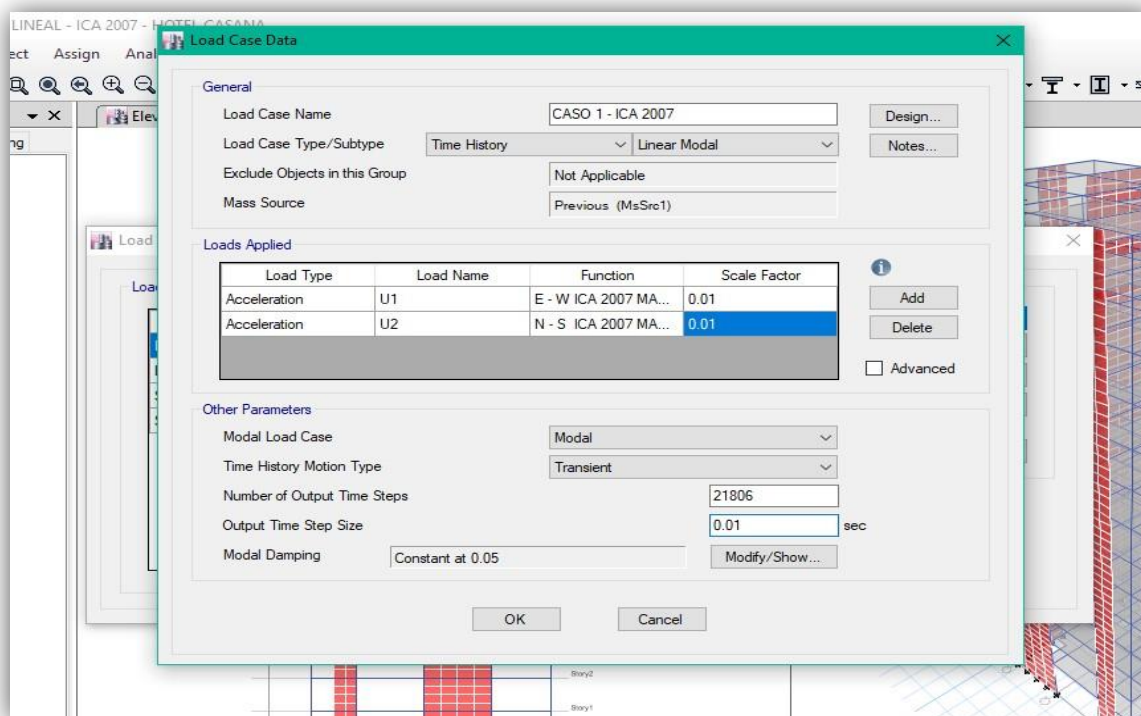 LINEAL - ICA 2007 - HOTEL CASANA
Load Case Data
ect Assign Anal
Elev
ng
General
Load Case Name CASO 1 - ICA 2007 Design...
Load Case Type/Subtype Time History Linear Modal Notes...
Exclude Objects in this Group Not Applicable
Mass Source Previous (MsSrc1)
Load
Loads Applied
Loa
Load Type Load Name Function Scale Factor
Acceleration U1 E - W ICA 2007 MA... 0.01 Add
Acceleration U2 N - S ICA 2007 MA... 0.01 Delete
Advanced
Other Parameters
Modal Load Case Modal
Time History Motion Type Transient
Number of Output Time Steps 21806
Output Time Step Size 0.01 sec
Modal Damping Constant at 0.05 Modify/Show...
OK Cancel
Story2
Story1